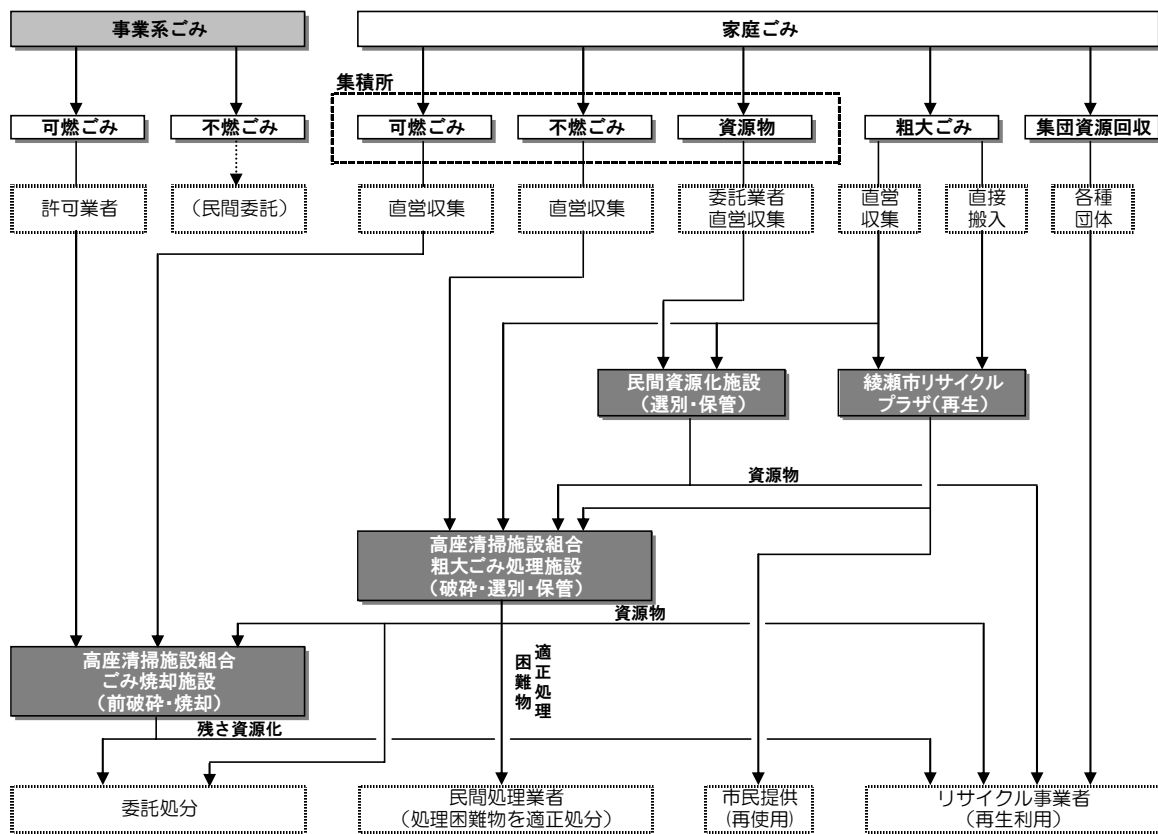 事業系ごみ
家庭ごみ
集積所
可燃ごみ
不燃ごみ
可燃ごみ
不燃ごみ
資源物
粗大ごみ
集団資源回収
許可業者
（民間委託）
直営収集
直営収集
委託業者
直営収集
直営
収集
直接
搬入
各種
団体
民間資源化施設
（選別・保管）
綾瀬市リサイクル
プラザ（再生）
資源物
高座清掃施設組合
粗大ごみ処理施設
（破砕・選別・保管）
資源物
適正処理
困難物
高座清掃施設組合
ごみ焼却施設
（前破砕・焼却）
残さ資源化
委託処分
民間処理業者
（処理困難物を適正処分）
市民提供
（再使用）
リサイクル事業者
（再生利用）